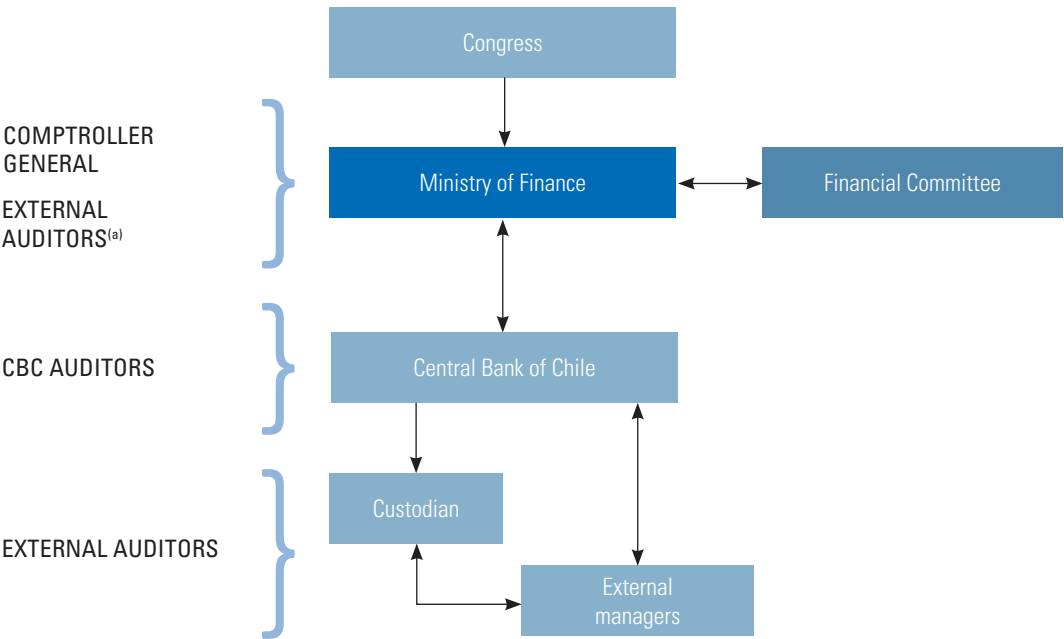 Congress
COMPTROLLER
GENERAL
EXTERNAL
AUDITORS(a)
Ministry of Finance
Financial Committee
CBC AUDITORS
Central Bank of Chile
Custodian
EXTERNAL AUDITORS
External
managers